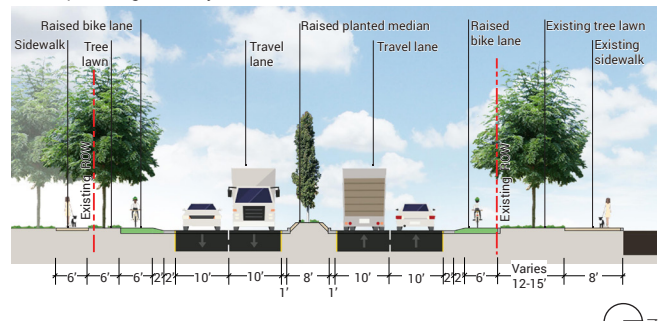 Raised bike lane
Raised planted median
Raised
bike lane
Existing tree lawn
Sidewalk
Tree
lawn
Travel
lane
Travel lane
Existing
sidewalk
Existing ROW
Existing ROW
6' 6' 6' 2' 2' 10' 10' 1' 8' 1' 10' 10' 2' 2' 6' Varies
12-15' 8'